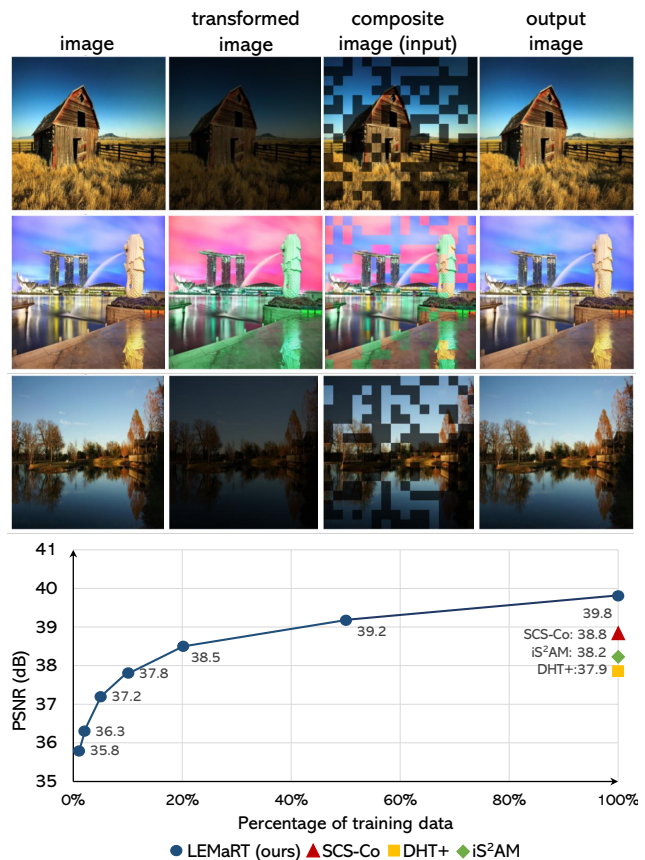 image
transformed image
composite image (input)
output image
41
40
39
38
37
36
35
PSNR (dB)
35.8
36.3
37.2
37.8
38.5
39.2
39.8
SCS-Co: 38.8
iS²AM: 38.2
DHT+:37.9
0%
20%
40%
60%
80%
100%
Percentage of training data
LEMaRT (ours) SCS-Co DHT+ iS²AM